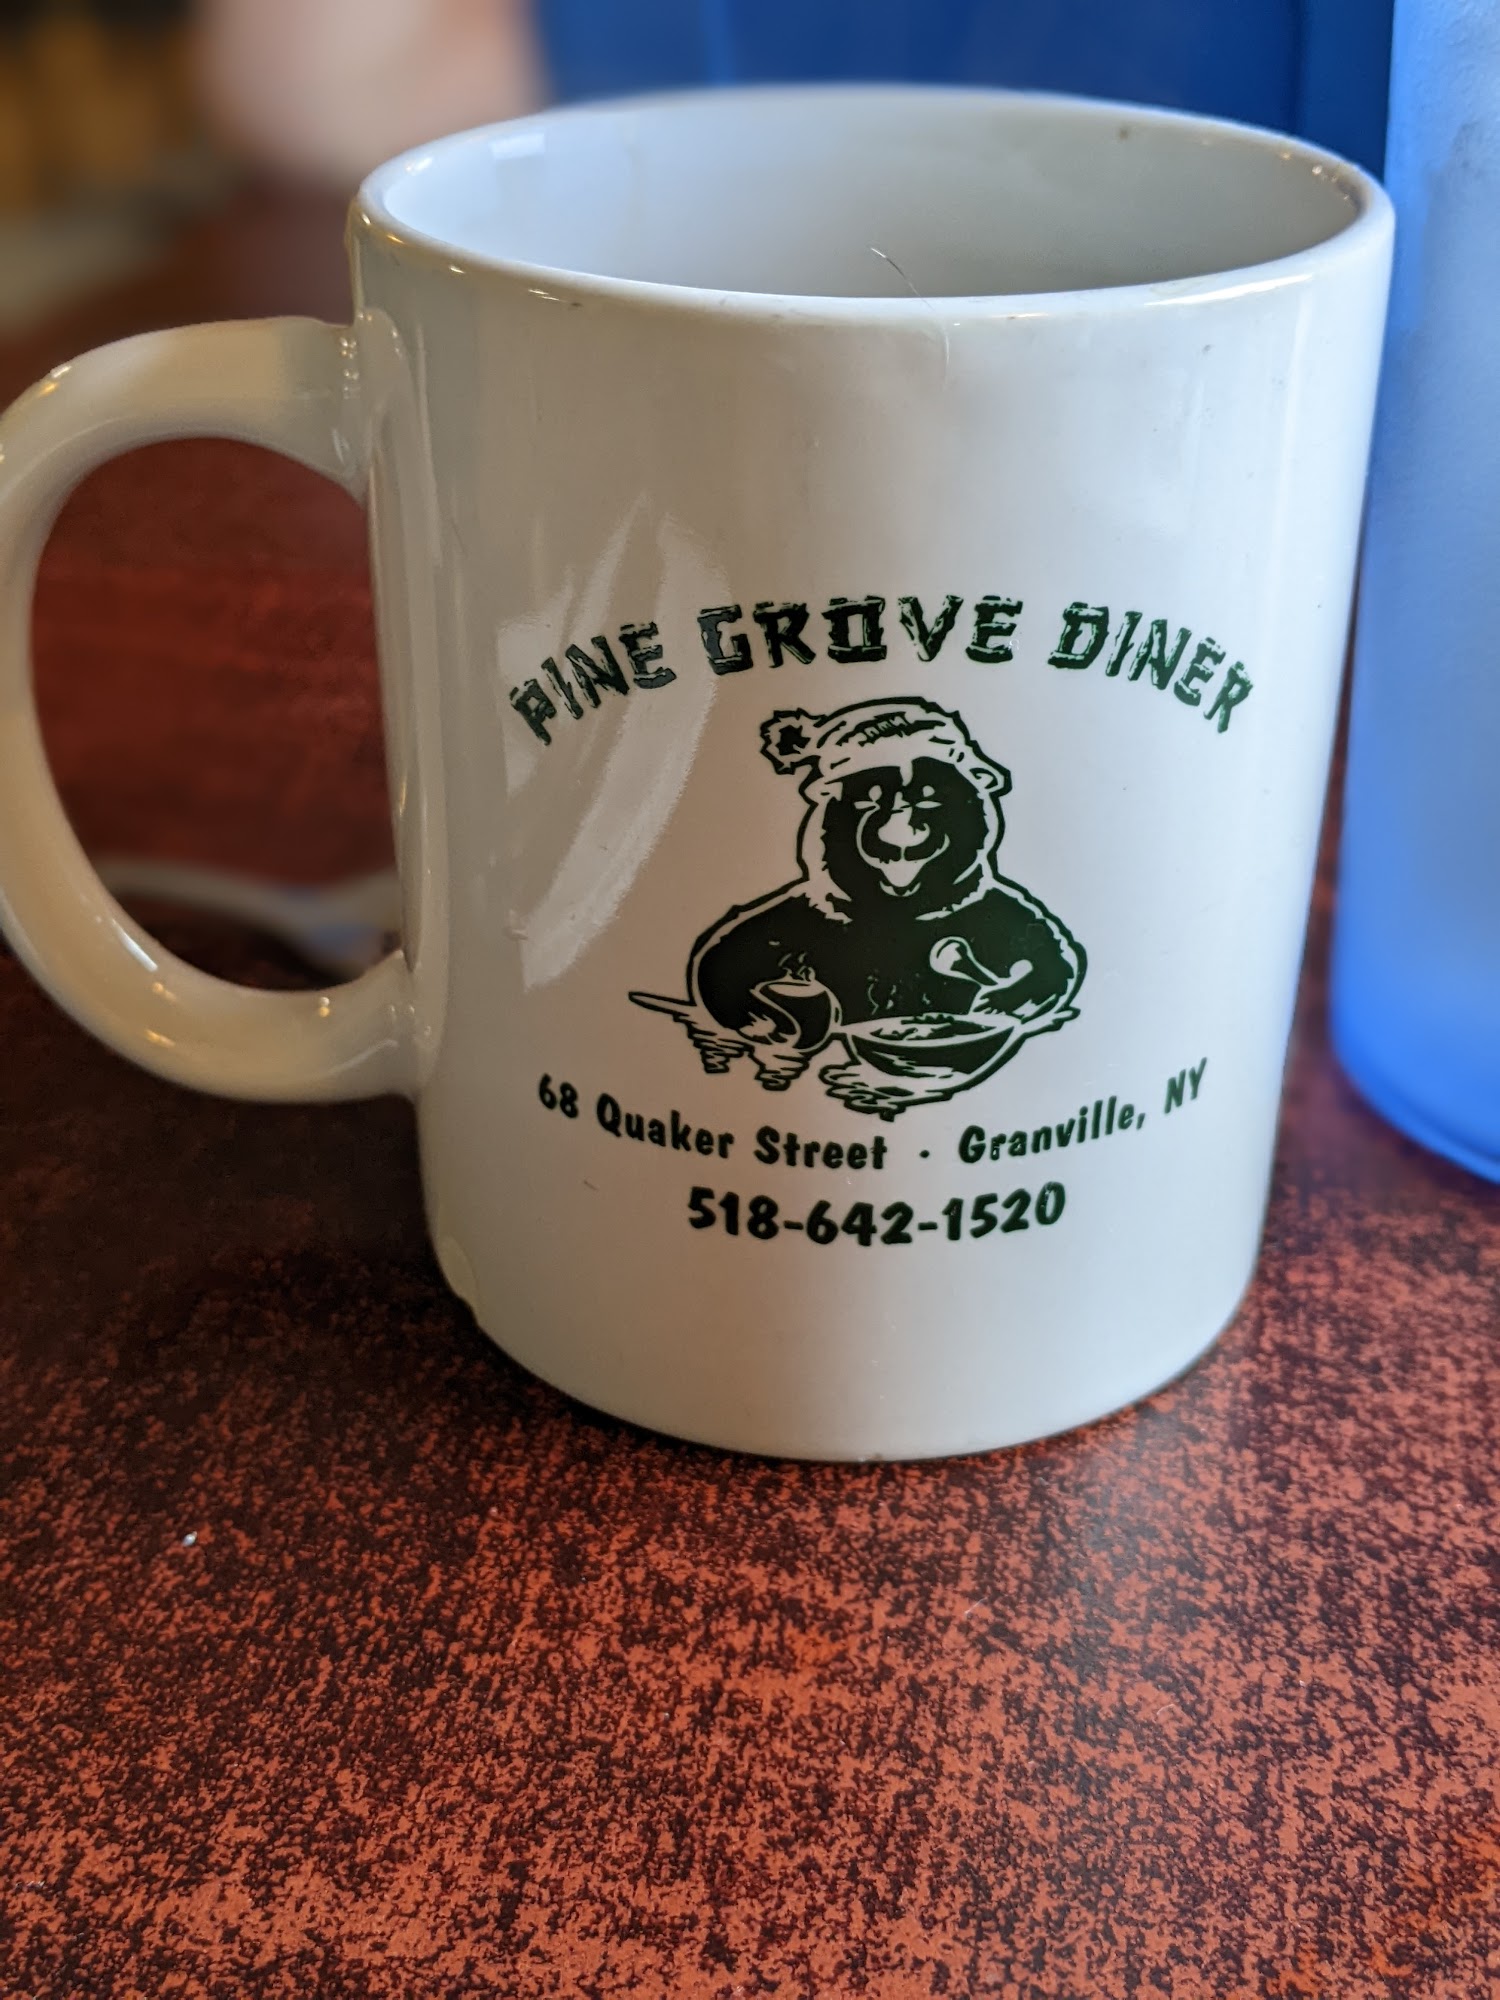 PINE GROVE DINER
68 Quaker Street · Granville, NY
518-642-1520